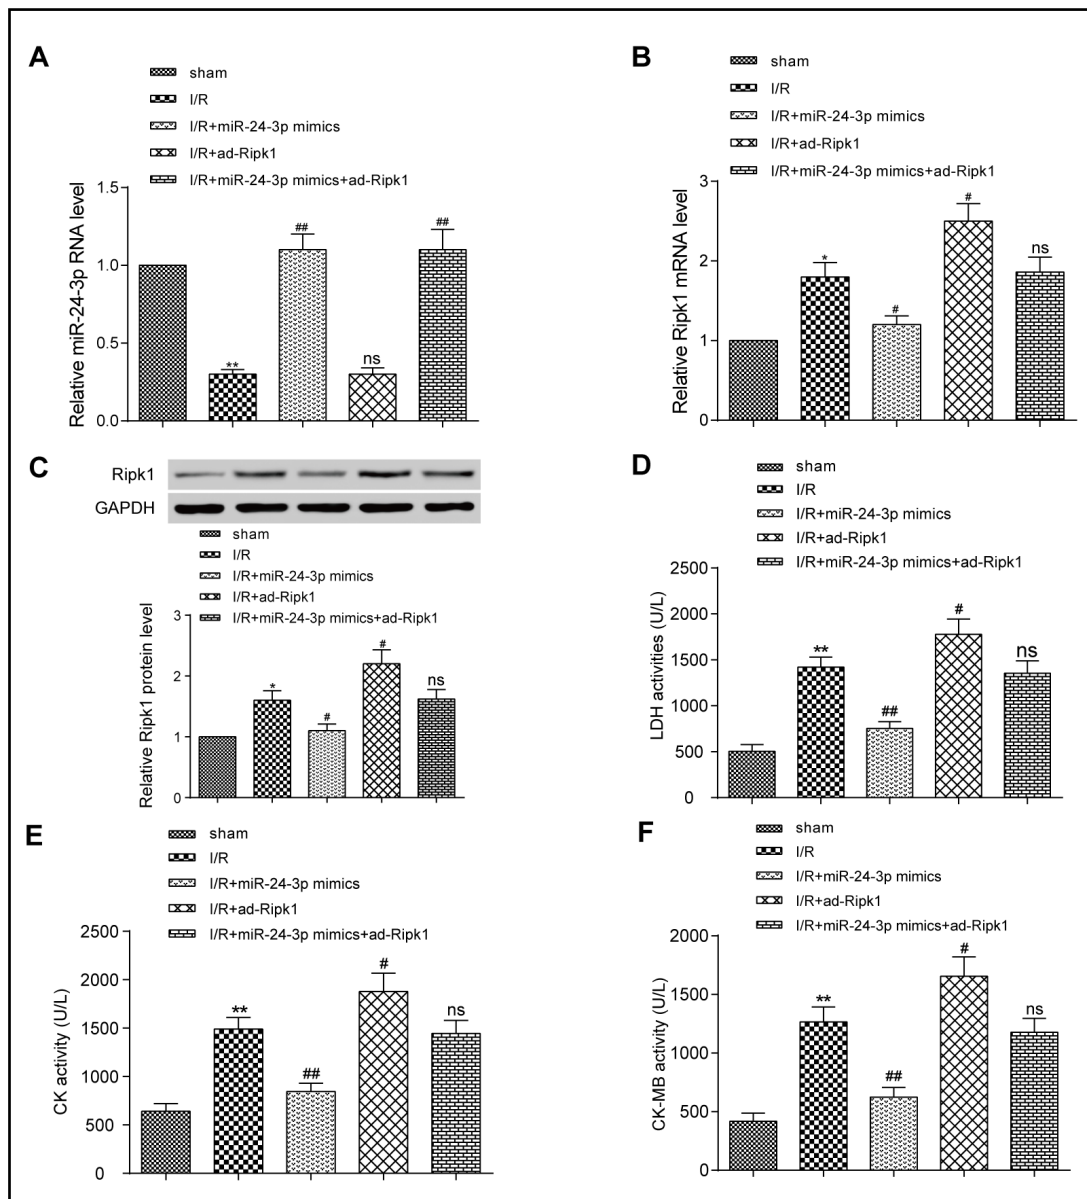 A
sham
I/R
I/R+miR-24-3p mimics
I/R+ad-Ripk1
I/R+miR-24-3p mimics+ad-Ripk1
Relative miR-24-3p RNA level
1.5
1.0
0.5
0.0
**
##
ns
##
B
sham
I/R
I/R+miR-24-3p mimics
I/R+ad-Ripk1
I/R+miR-24-3p mimics+ad-Ripk1
Relative Ripk1 mRNA level
3
2
1
0
*
#
#
ns
C
Ripk1
GAPDH
sham
I/R
I/R+miR-24-3p mimics
I/R+ad-Ripk1
I/R+miR-24-3p mimics+ad-Ripk1
Relative Ripk1 protein level
3
2
1
0
*
#
#
ns
D
sham
I/R
I/R+miR-24-3p mimics
I/R+ad-Ripk1
I/R+miR-24-3p mimics+ad-Ripk1
LDH activities (U/L)
2500
2000
1500
1000
500
0
**
##
#
ns
E
sham
I/R
I/R+miR-24-3p mimics
I/R+ad-Ripk1
I/R+miR-24-3p mimics+ad-Ripk1
CK activity (U/L)
2500
2000
1500
1000
500
0
**
##
#
ns
F
sham
I/R
I/R+miR-24-3p mimics
I/R+ad-Ripk1
I/R+miR-24-3p mimics+ad-Ripk1
CK-MB activity (U/L)
2000
1500
1000
500
0
**
##
#
ns